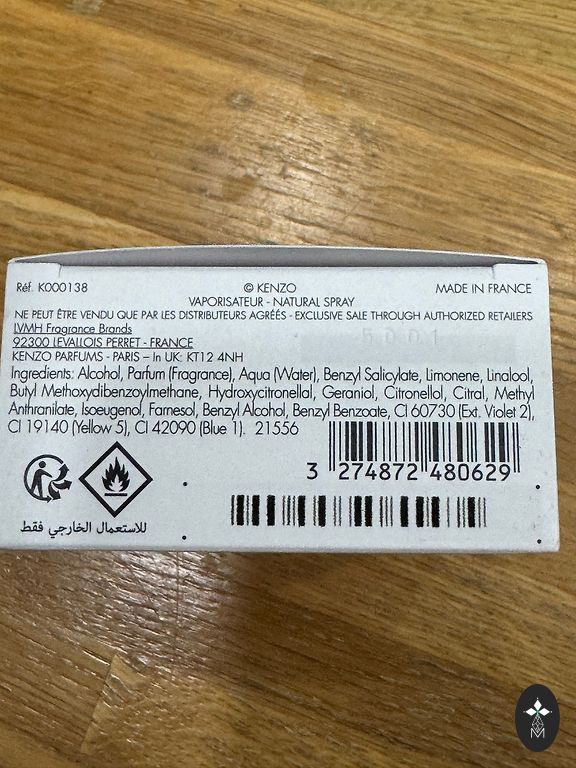 Réf. K000138 © KENZO MADE IN FRANCE
VAPORISATEUR - NATURAL SPRAY
NE PEUT ÊTRE VENDU QUE PAR LES DISTRIBUTEURS AGRÉÉS - EXCLUSIVE SALE THROUGH AUTHORIZED RETAILERS
LVMH Fragrance Brands
5001
92300 LEVALLOIS PERRET - FRANCE
KENZO PARFUMS - PARIS – In UK: KT12 4NH
Ingredients: Alcohol, Parfum (Fragrance), Aqua (Water), Benzyl Salicylate, Limonene, Linalool,
Butyl Methoxydibenzoylmethane, Hydroxycitronellal, Geraniol, Citronellol, Citral, Methyl
Anthranilate, Isoeugenol, Farnesol, Benzyl Alcohol, Benzyl Benzoate, CI 60730 (Ext. Violet 2),
CI 19140 (Yellow 5), CI 42090 (Blue 1). 21556
3 274872 480629
للاستعمال الخارجي فقط
M